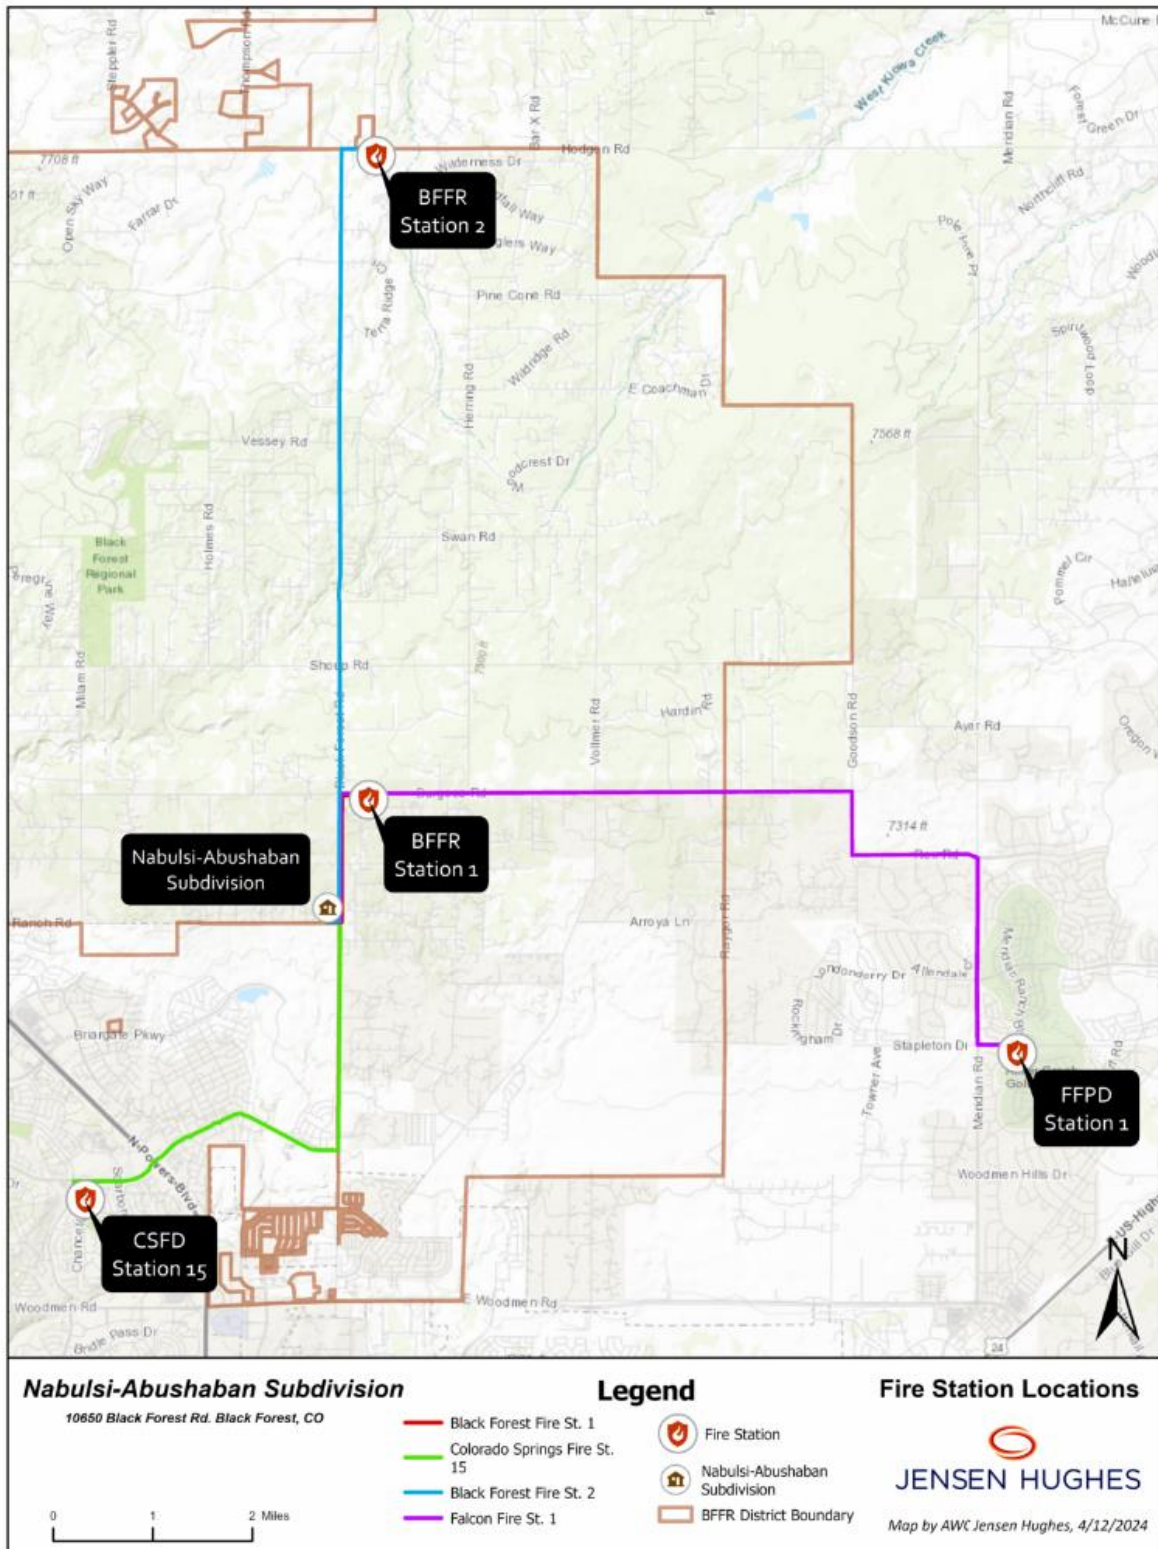 McCune
Steppler Rd
Thompson Rd
West Kiowa Creek
Bar X Rd
Meridian Rd
Forest
Green Dr
7708 ft
Hodgen Rd
Wilderness Dr
51 ft
Open Sky Way
Farrar Dr
BFFR
Station 2
Northcliff Rd
Pole Pine Pt
Terra Ridge
Pine Cone Rd
Wildridge Rd
Herring Rd
E Coachman Dr
Loop
Vessey Rd
7568 ft
Holmes Rd
Swan Rd
Black
Forest
Regional
Park
Pommel Cir
Shoup Rd
Milam Rd
Black Forest Rd
Vollmer Rd
Hardin Rd
Goodson Rd
Ayer Rd
Burgess Rd
7314 ft
Rex Rd
Nabulsi-Abushaban
Subdivision
BFFR
Station 1
Ranch Rd
Arroya Ln
Raygor Rd
Londonderry Dr
Allendale
Briargate Pkwy
Rockingham Dr
Stapleton Dr
Towner Ave
Meridian Rd
FFPD
Station 1
N-Powers-Blvd
Woodmen Hills Dr
CSFD
Station 15
N
Woodmen Rd
E Woodmen Rd
24
Nabulsi-Abushaban Subdivision
10650 Black Forest Rd. Black Forest, CO
0 1 2 Miles
Legend
Black Forest Fire St. 1
Colorado Springs Fire St.
15
Black Forest Fire St. 2
Falcon Fire St. 1
Fire Station
Nabulsi-Abushaban
Subdivision
BFFR District Boundary
Fire Station Locations
JENSEN HUGHES
Map by AWC Jensen Hughes, 4/12/2024